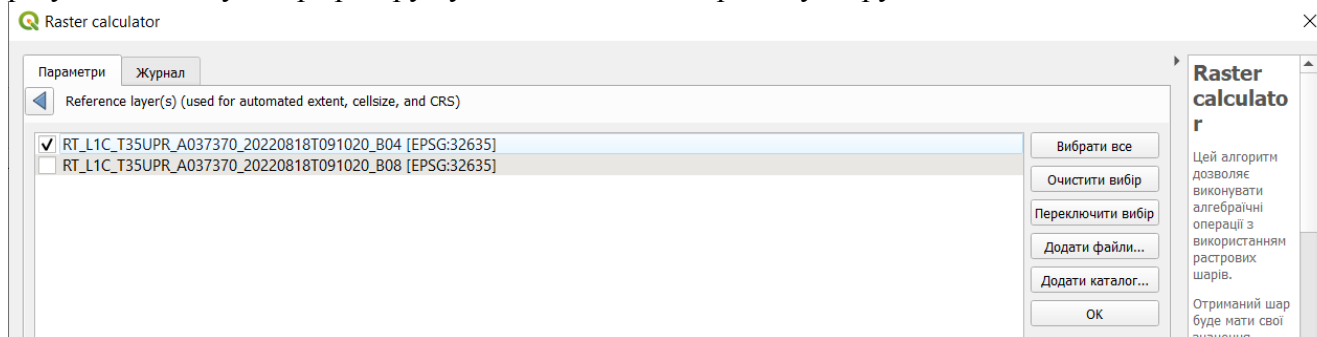 Raster calculator
Параметри
Журнал
Reference layer(s) (used for automated extent, cellsize, and CRS)
RT_L1C_T35UPR_A037370_20220818T091020_B04 [EPSG:32635]
RT_L1C_T35UPR_A037370_20220818T091020_B08 [EPSG:32635]
Вибрати все
Очистити вибір
Переключити вибір
Додати файли...
Додати каталог...
OK
Raster
calculato
r
Цей алгоритм
дозволяє
виконувати
алгебраїчні
операції з
використанням
растрових
шарів.
Отриманий шар
буде мати свої